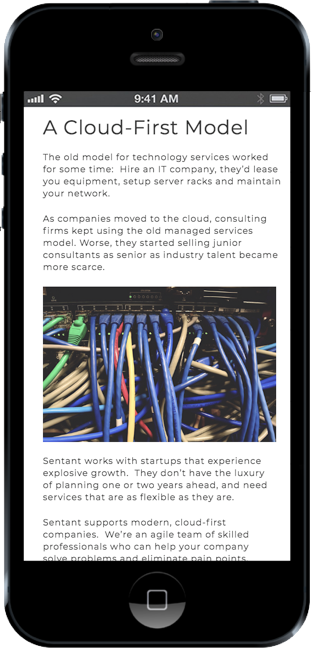 9:41 AM
A Cloud-First Model
The old model for technology services worked
for some time:  Hire an IT company, they’d lease
you equipment, setup server racks and maintain
your network.
As companies moved to the cloud, consulting
firms kept using the old managed services
model. Worse, they started selling junior
consultants as senior as industry talent became
more scarce.
Sentant works with startups that experience
explosive growth.  They don’t have the luxury
of planning one or two years ahead, and need
services that are as flexible as they are.
Sentant supports modern, cloud-first
companies.  We’re an agile team of skilled
professionals who can help your company
solve problems and eliminate pain points.